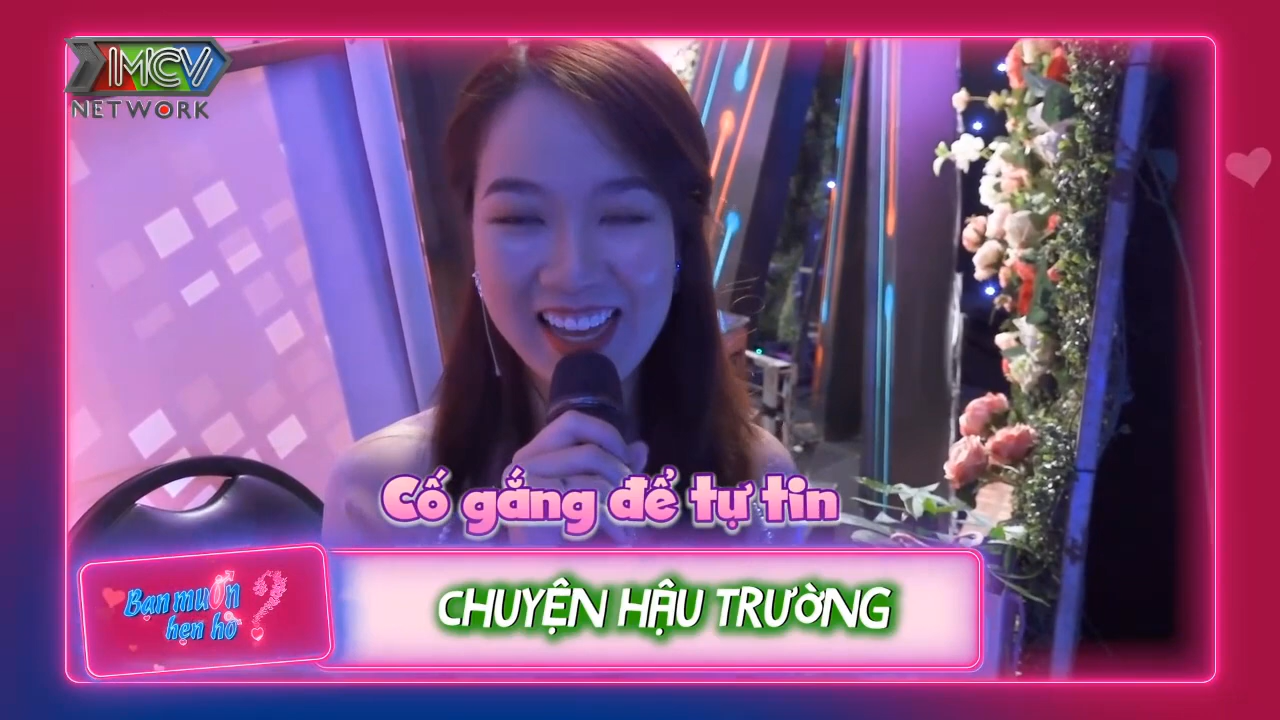 MCV
NETWORK
Cố gắng để tự tin
Bạn muốn
hẹn hò
CHUYỆN HẬU TRƯỜNG